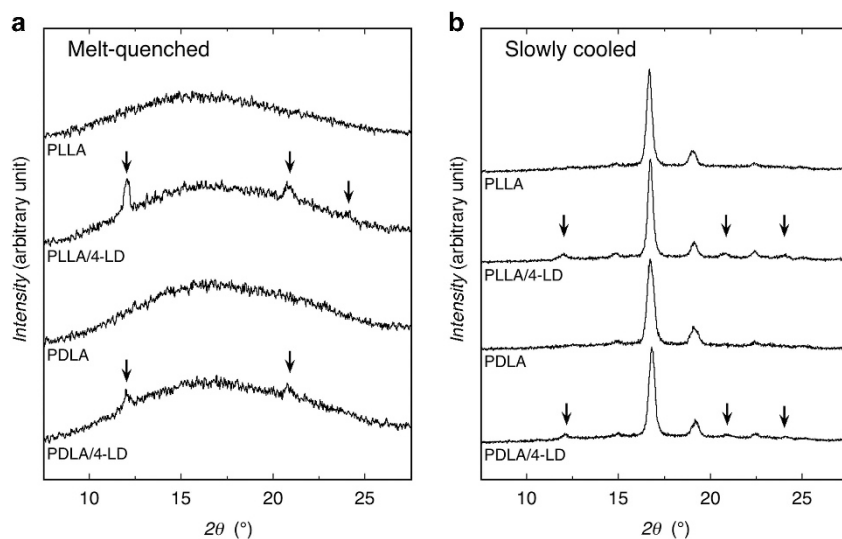 a
Melt-quenched
PLLA
PLLA/4-LD
PDLA
PDLA/4-LD
Intensity (arbitrary unit)
10 15 20 25
2θ (°)
b
Slowly cooled
PLLA
PLLA/4-LD
PDLA
PDLA/4-LD
Intensity (arbitrary unit)
10 15 20 25
2θ (°)